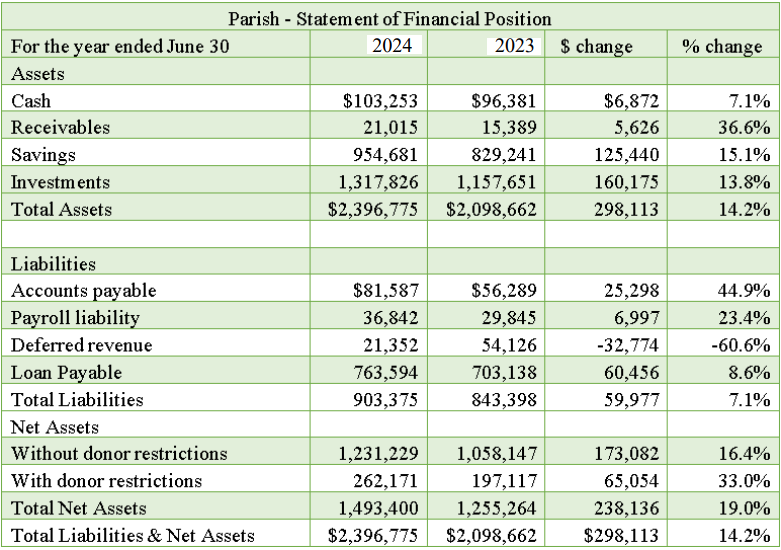 Parish - Statement of Financial Position
For the year ended June 30 2024 2023 $ change % change
Assets
Cash $103,253 $96,381 $6,872 7.1%
Receivables 21,015 15,389 5,626 36.6%
Savings 954,681 829,241 125,440 15.1%
Investments 1,317,826 1,157,651 160,175 13.8%
Total Assets $2,396,775 $2,098,662 298,113 14.2%
Liabilities
Accounts payable $81,587 $56,289 25,298 44.9%
Payroll liability 36,842 29,845 6,997 23.4%
Deferred revenue 21,352 54,126 -32,774 -60.6%
Loan Payable 763,594 703,138 60,456 8.6%
Total Liabilities 903,375 843,398 59,977 7.1%
Net Assets
Without donor restrictions 1,231,229 1,058,147 173,082 16.4%
With donor restrictions 262,171 197,117 65,054 33.0%
Total Net Assets 1,493,400 1,255,264 238,136 19.0%
Total Liabilities & Net Assets $2,396,775 $2,098,662 $298,113 14.2%